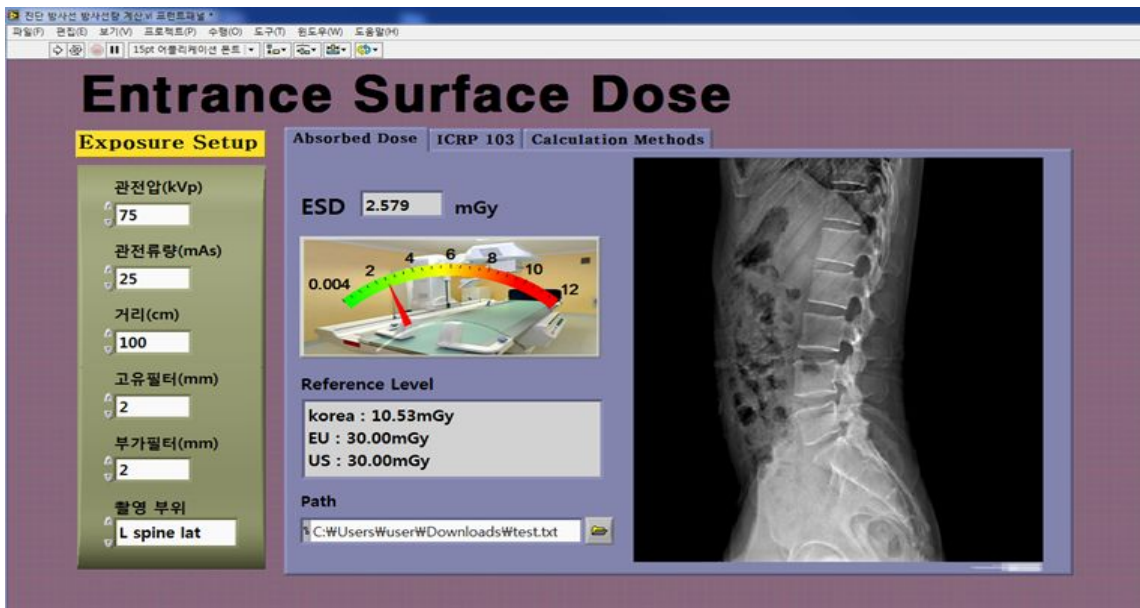 진단 방사선 방사선량 계산.vi 프런트패널 *
파일(F) 편집(E) 보기(V) 프로젝트(P) 수행(O) 도구(T) 윈도우(W) 도움말(H)
15pt 어플리케이션 폰트
Entrance Surface Dose
Exposure Setup
관전압(kVp)
75
관전류량(mAs)
25
거리(cm)
100
고유필터(mm)
2
부가필터(mm)
2
촬영 부위
L spine lat
Absorbed Dose ICRP 103 Calculation Methods
ESD 2.579 mGy
0.004 2 4 6 8 10 12
Reference Level
korea : 10.53mGy
EU : 30.00mGy
US : 30.00mGy
Path
C:₩Users₩user₩Downloads₩test.txt